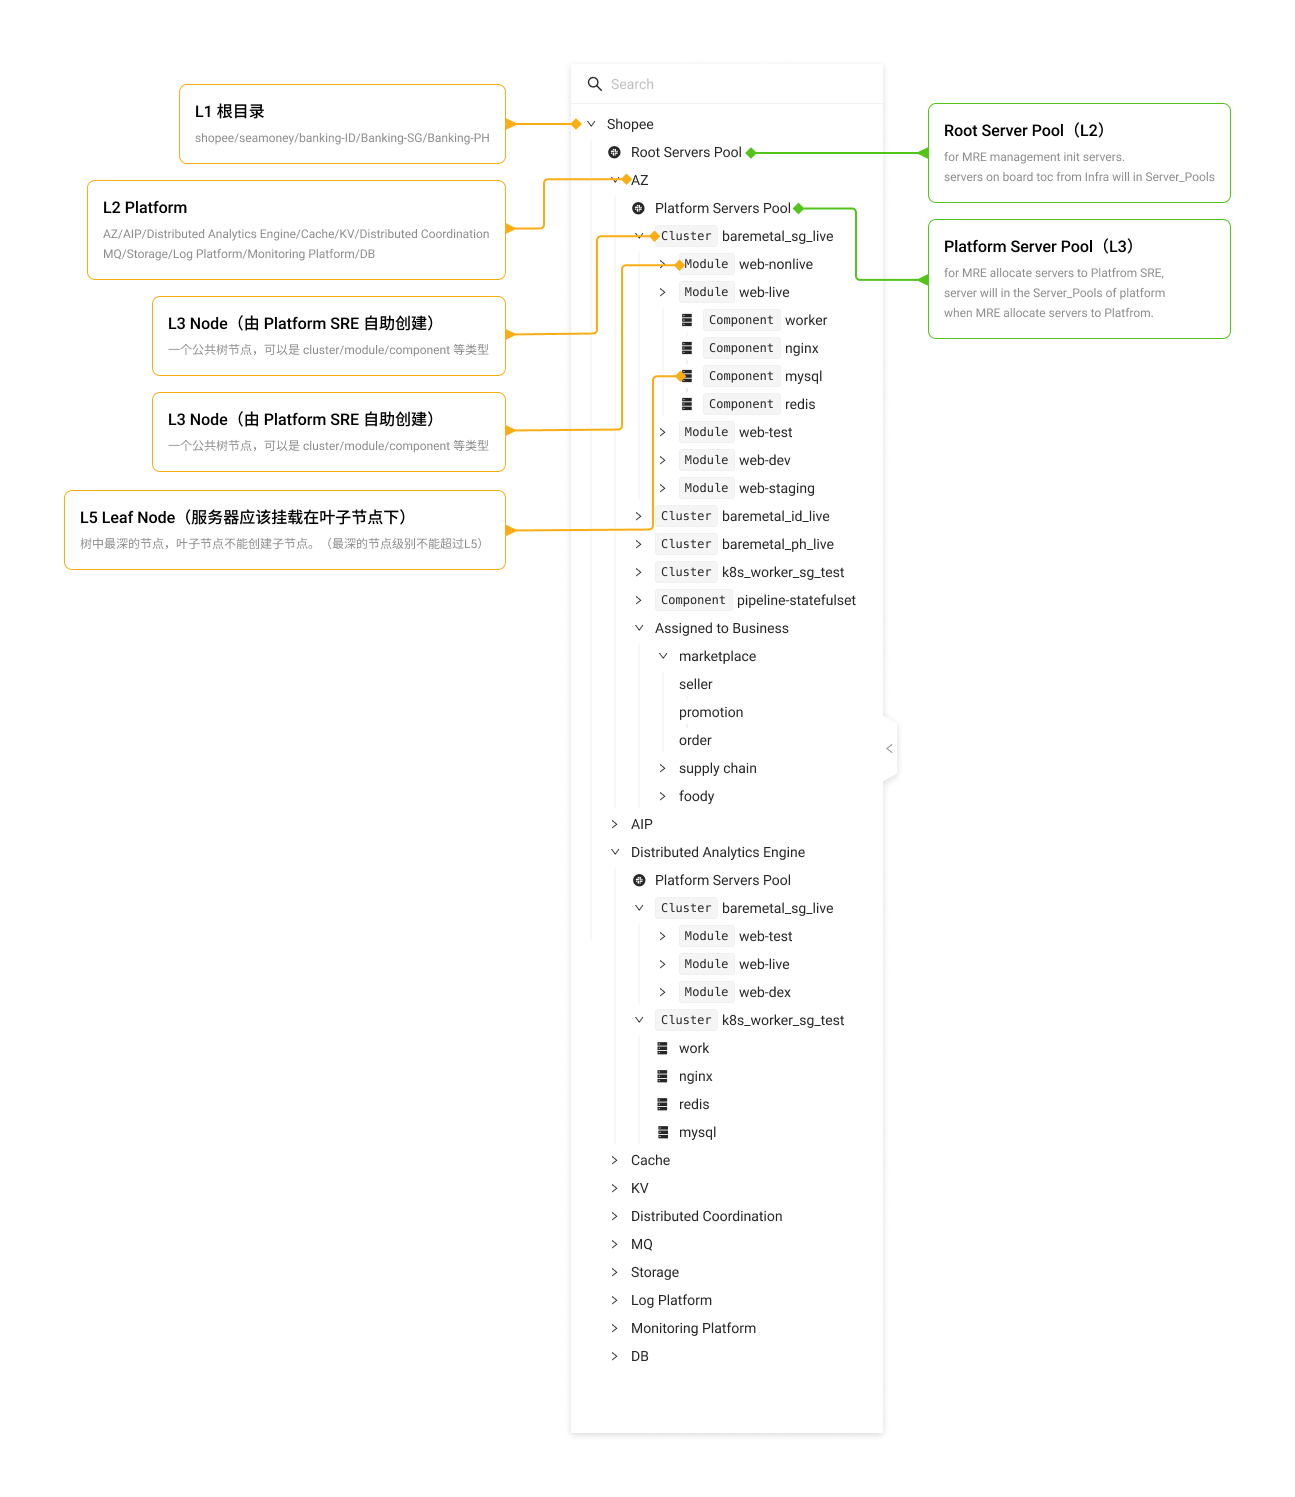 L1 根目录
shopee/seamoney/banking-ID/Banking-SG/Banking-PH
L2 Platform
AZ/AIP/Distributed Analytics Engine/Cache/KV/Distributed Coordination
MQ/Storage/Log Platform/Monitoring Platform/DB
L3 Node（由 Platform SRE 自助创建）
一个公共树节点，可以是 cluster/module/component 等类型
L3 Node（由 Platform SRE 自助创建）
一个公共树节点，可以是 cluster/module/component 等类型
L5 Leaf Node（服务器应该挂载在叶子节点下）
树中最深的节点，叶子节点不能创建子节点。（最深的节点级别不能超过L5）
Search
Shopee
Root Servers Pool
AZ
Platform Servers Pool
Cluster baremetal_sg_live
Module web-nonlive
Module web-live
Component worker
Component nginx
Component mysql
Component redis
Module web-test
Module web-dev
Module web-staging
Cluster baremetal_id_live
Cluster baremetal_ph_live
Cluster k8s_worker_sg_test
Component pipeline-statefulset
Assigned to Business
marketplace
seller
promotion
order
supply chain
foody
AIP
Distributed Analytics Engine
Platform Servers Pool
Cluster baremetal_sg_live
Module web-test
Module web-live
Module web-dex
Cluster k8s_worker_sg_test
work
nginx
redis
mysql
Cache
KV
Distributed Coordination
MQ
Storage
Log Platform
Monitoring Platform
DB
Root Server Pool（L2）
for MRE management init servers.
servers on board toc from Infra will in Server_Pools
Platform Server Pool（L3）
for MRE allocate servers to Platfrom SRE,
server will in the Server_Pools of platform
when MRE allocate servers to Platfrom.